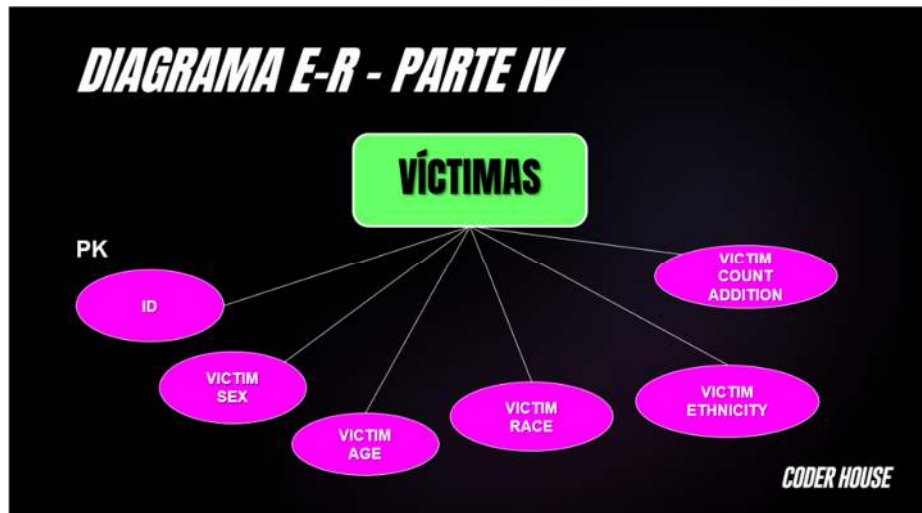 DIAGRAMA E-R - PARTE IV
VÍCTIMAS
PK
ID
VICTIM
SEX
VICTIM
AGE
VICTIM
RACE
VICTIM
ETHNICITY
VICTIM
COUNT
ADDITION
CODER HOUSE